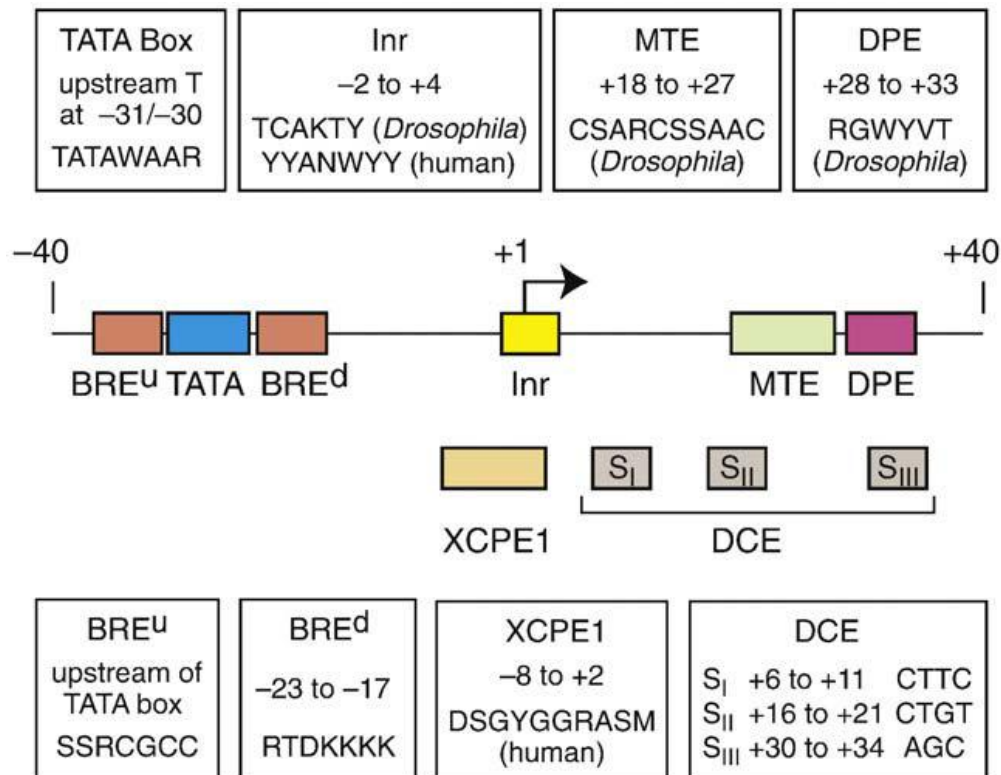 TATA Box
upstream T
at –31/–30
TATAWAAR
Inr
–2 to +4
TCAKTY (Drosophila)
YYANWYY (human)
MTE
+18 to +27
CSARCSSAAC
(Drosophila)
DPE
+28 to +33
RGWYVT
(Drosophila)
–40
+1
+40
BREu TATA BREd
Inr
MTE DPE
SI
SII
SIII
XCPE1
DCE
BREu
upstream of
TATA box
SSRCGCC
BREd
–23 to –17
RTDKKKK
XCPE1
–8 to +2
DSGYGGRASM
(human)
DCE
SI +6 to +11 CTTC
SII +16 to +21 CTGT
SIII +30 to +34 AGC